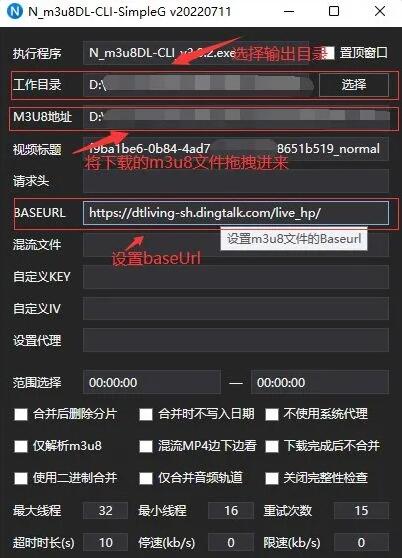 N_m3u8DL-CLI-SimpleG v20220711
执行程序 N_m3u8DL-CLI_v3.0.2.exe 选择输出目录 置顶窗口
工作目录 D:\ 选择
M3U8地址 D:\
视频标题 f9ba1be6-0b84-4ad7 8651b519_normal
将下载的m3u8文件拖拽进来
请求头
BASEURL https://dtliving-sh.dingtalk.com/live_hp/
混流文件 设置m3u8文件的Baseurl
设置baseUrl
自定义KEY
自定义IV
设置代理
范围选择 00:00:00 — 00:00:00
合并后删除分片 合并时不写入日期 不使用系统代理
仅解析m3u8 混流MP4边下边看 下载完成后不合并
使用二进制合并 仅合并音频轨道 关闭完整性检查
最大线程 32 最小线程 16 重试次数 15
超时时长(s) 10 停速(kb/s) 0 限速(kb/s) 0